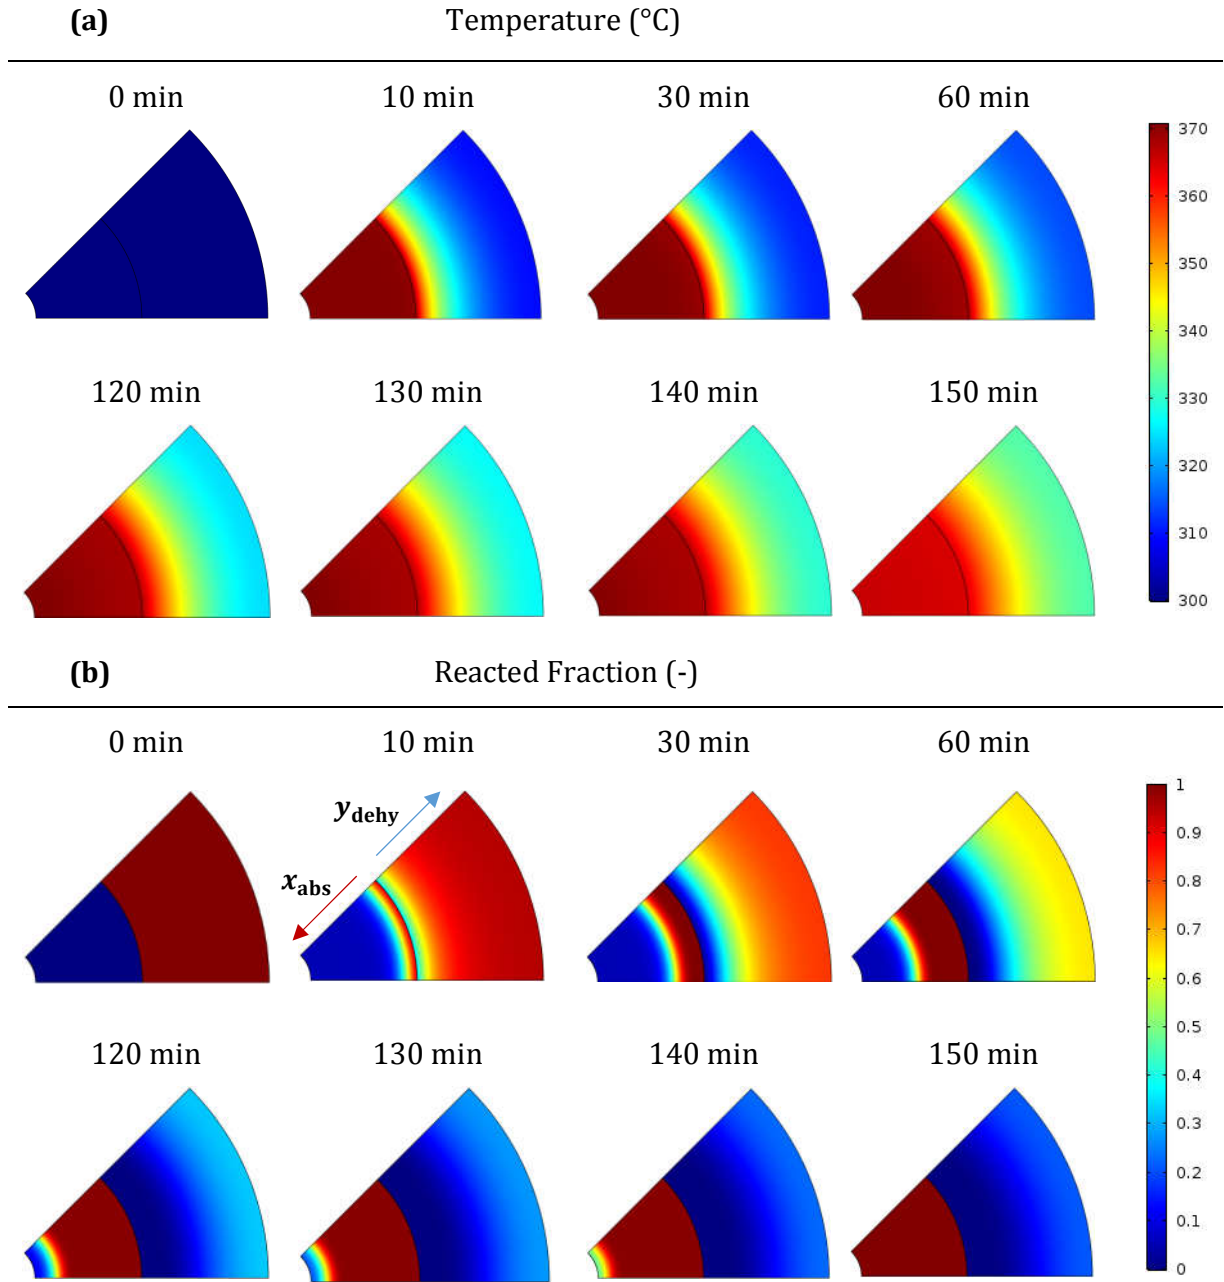 (a) Temperature (°C)
0 min 10 min 30 min 60 min
370
360
350
340
330
320
310
300
120 min 130 min 140 min 150 min
(b) Reacted Fraction (-)
0 min 10 min 30 min 60 min
y_dehy
x_abs
1
0.9
0.8
0.7
0.6
0.5
0.4
0.3
0.2
0.1
0
120 min 130 min 140 min 150 min